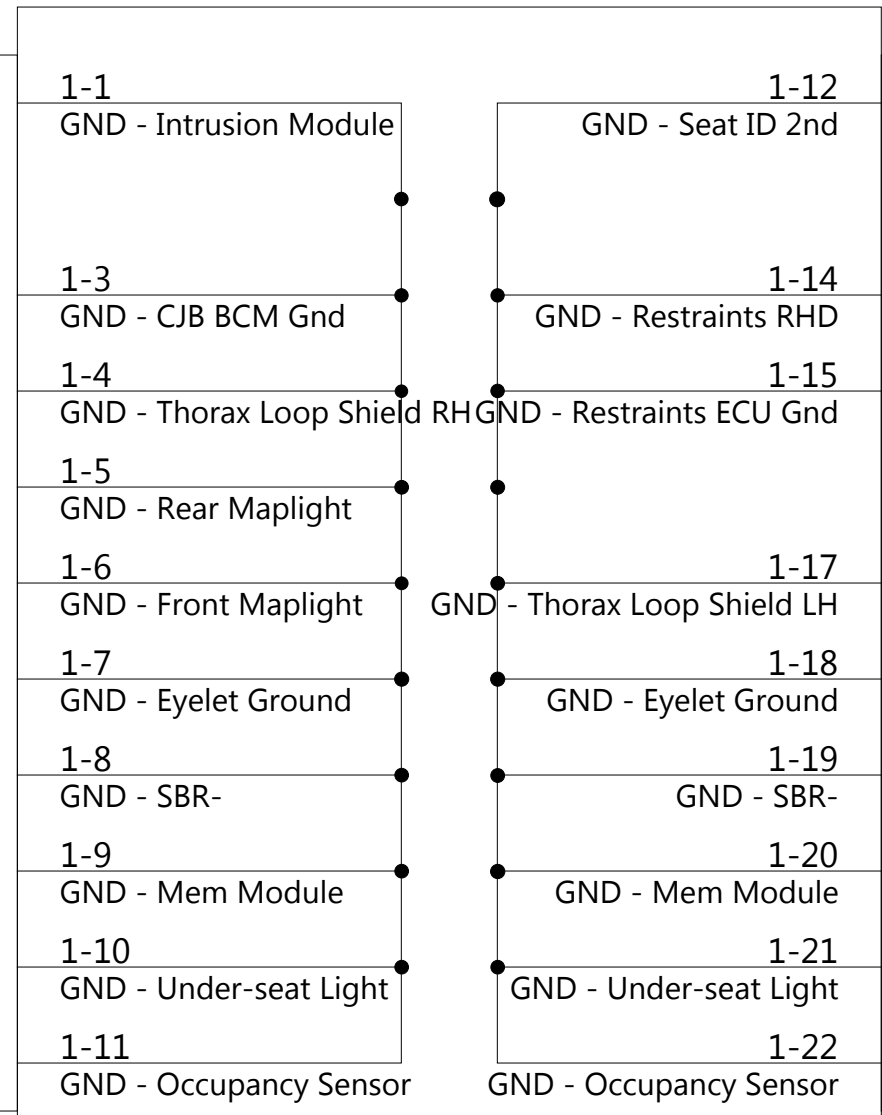 1-1
GND - Intrusion Module
1-3
GND - CJB BCM Gnd
1-4
GND - Thorax Loop Shield RH
1-5
GND - Rear Maplight
1-6
GND - Front Maplight
1-7
GND - Eyelet Ground
1-8
GND - SBR-
1-9
GND - Mem Module
1-10
GND - Under-seat Light
1-11
GND - Occupancy Sensor
1-12
GND - Seat ID 2nd
1-14
GND - Restraints RHD
1-15
GND - Restraints ECU Gnd
1-17
GND - Thorax Loop Shield LH
1-18
GND - Eyelet Ground
1-19
GND - SBR-
1-20
GND - Mem Module
1-21
GND - Under-seat Light
1-22
GND - Occupancy Sensor